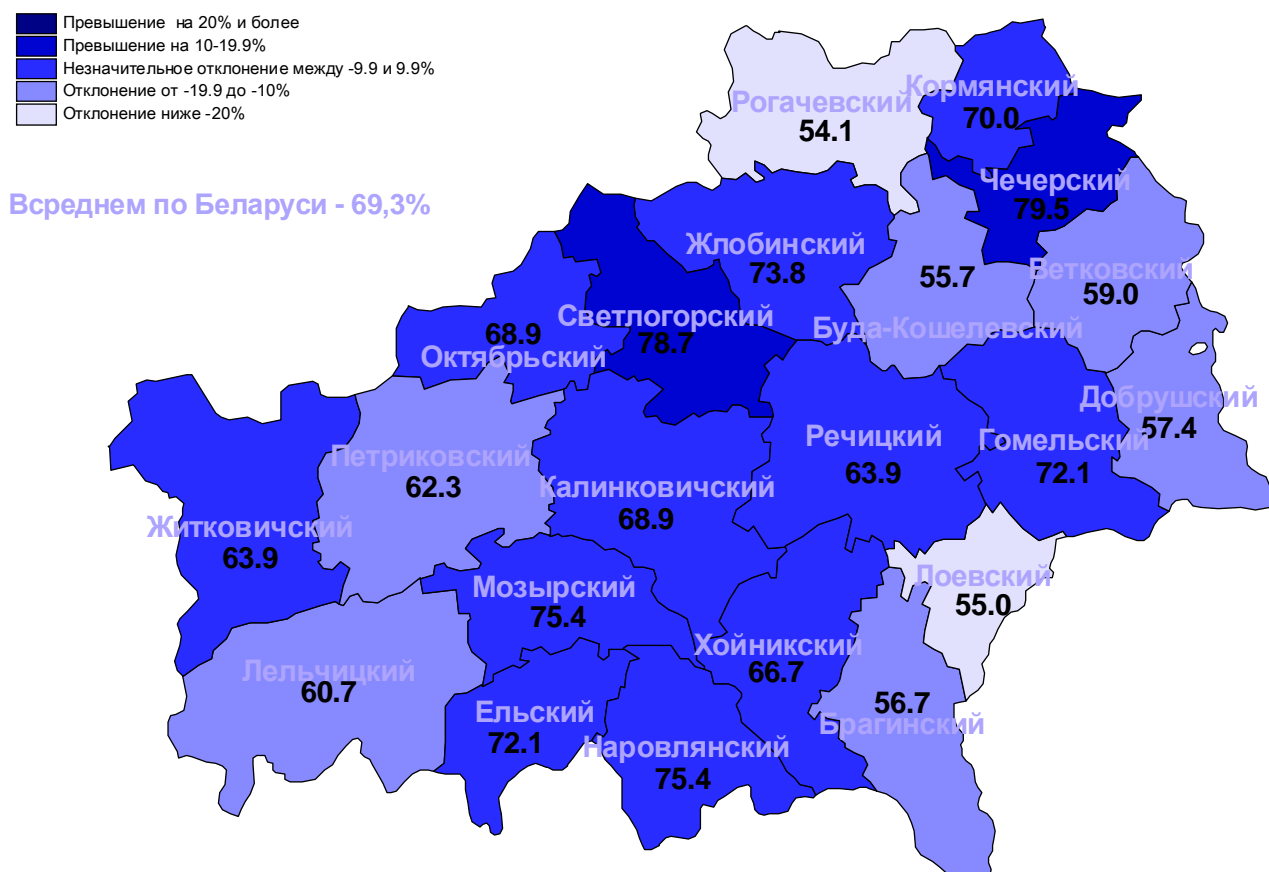 Превышение на 20% и более
Превышение на 10-19.9%
Незначительное отклонение между -9.9 и 9.9%
Отклонение от -19.9 до -10%
Отклонение ниже -20%
Всреднем по Беларуси - 69,3%
Рогачевский
54.1
Кормянский
70.0
Чечерский
79.5
Жлобинский
73.8
55.7
Буда-Кошелевский
Ветковский
59.0
Светлогорский
78.7
68.9
Октябрьский
Добрушский
57.4
Речицкий
63.9
Гомельский
72.1
Петриковский
62.3
Калинковичский
68.9
Житковичский
63.9
Мозырский
75.4
Лоевский
55.0
Хойникский
66.7
Лельчицкий
60.7
56.7
Брагинский
Ельский
72.1
Наровлянский
75.4